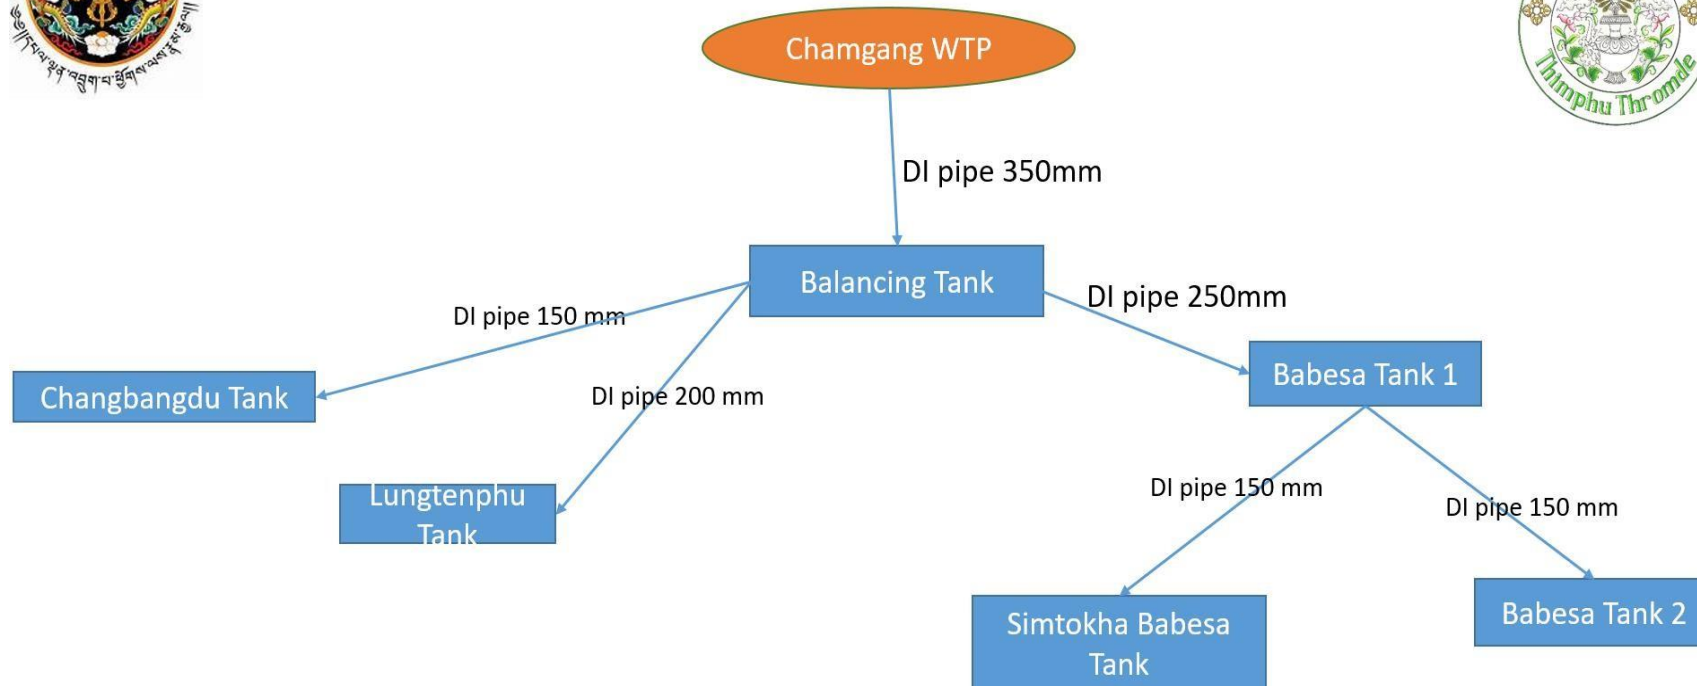 Chamgang WTP
Thimphu Thromde
DI pipe 350mm
Balancing Tank
DI pipe 250mm
DI pipe 150 mm
Babesa Tank 1
Changbangdu Tank
DI pipe 200 mm
Lungtenphu
Tank
DI pipe 150 mm
DI pipe 150 mm
Simtokha Babesa
Tank
Babesa Tank 2